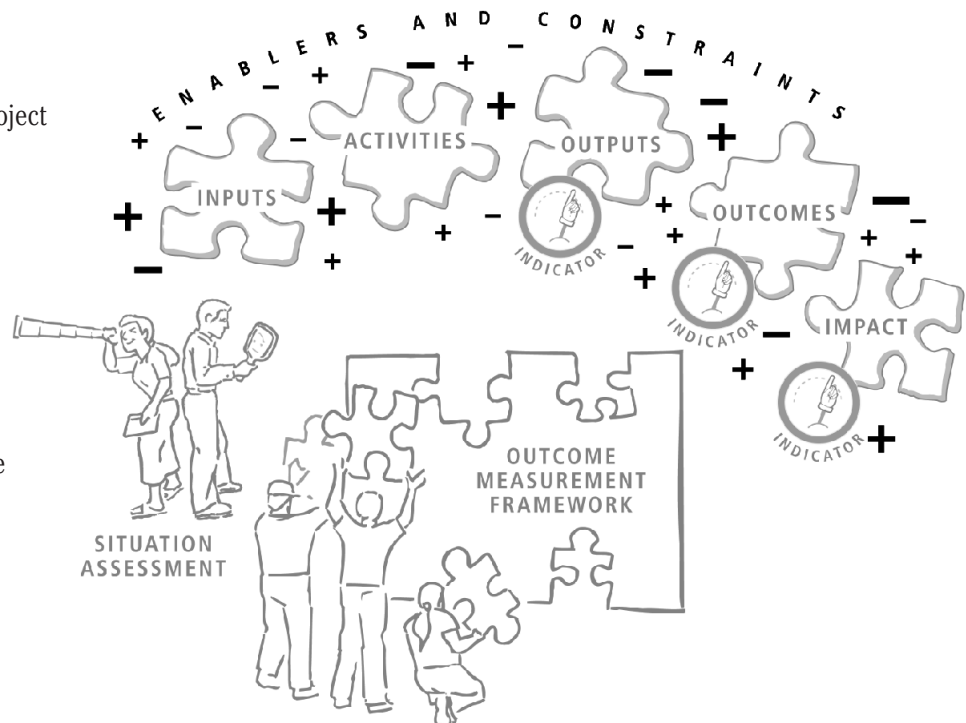 ENABLERS AND CONSTRAINTS
oject
ACTIVITIES
OUTPUTS
INPUTS
OUTCOMES
INDICATOR
INDICATOR
IMPACT
INDICATOR
e
OUTCOME
MEASUREMENT
FRAMEWORK
SITUATION
ASSESSMENT